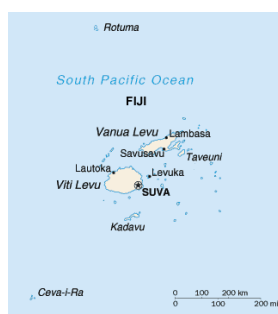 Rotuma
South Pacific Ocean
FIJI
Vanua Levu
Lambasa
Savusavu
Taveuni
Lautoka
Levuka
Viti Levu
SUVA
Kadavu
Ceva-i-Ra
0 100 200 km
0 100 200 mi